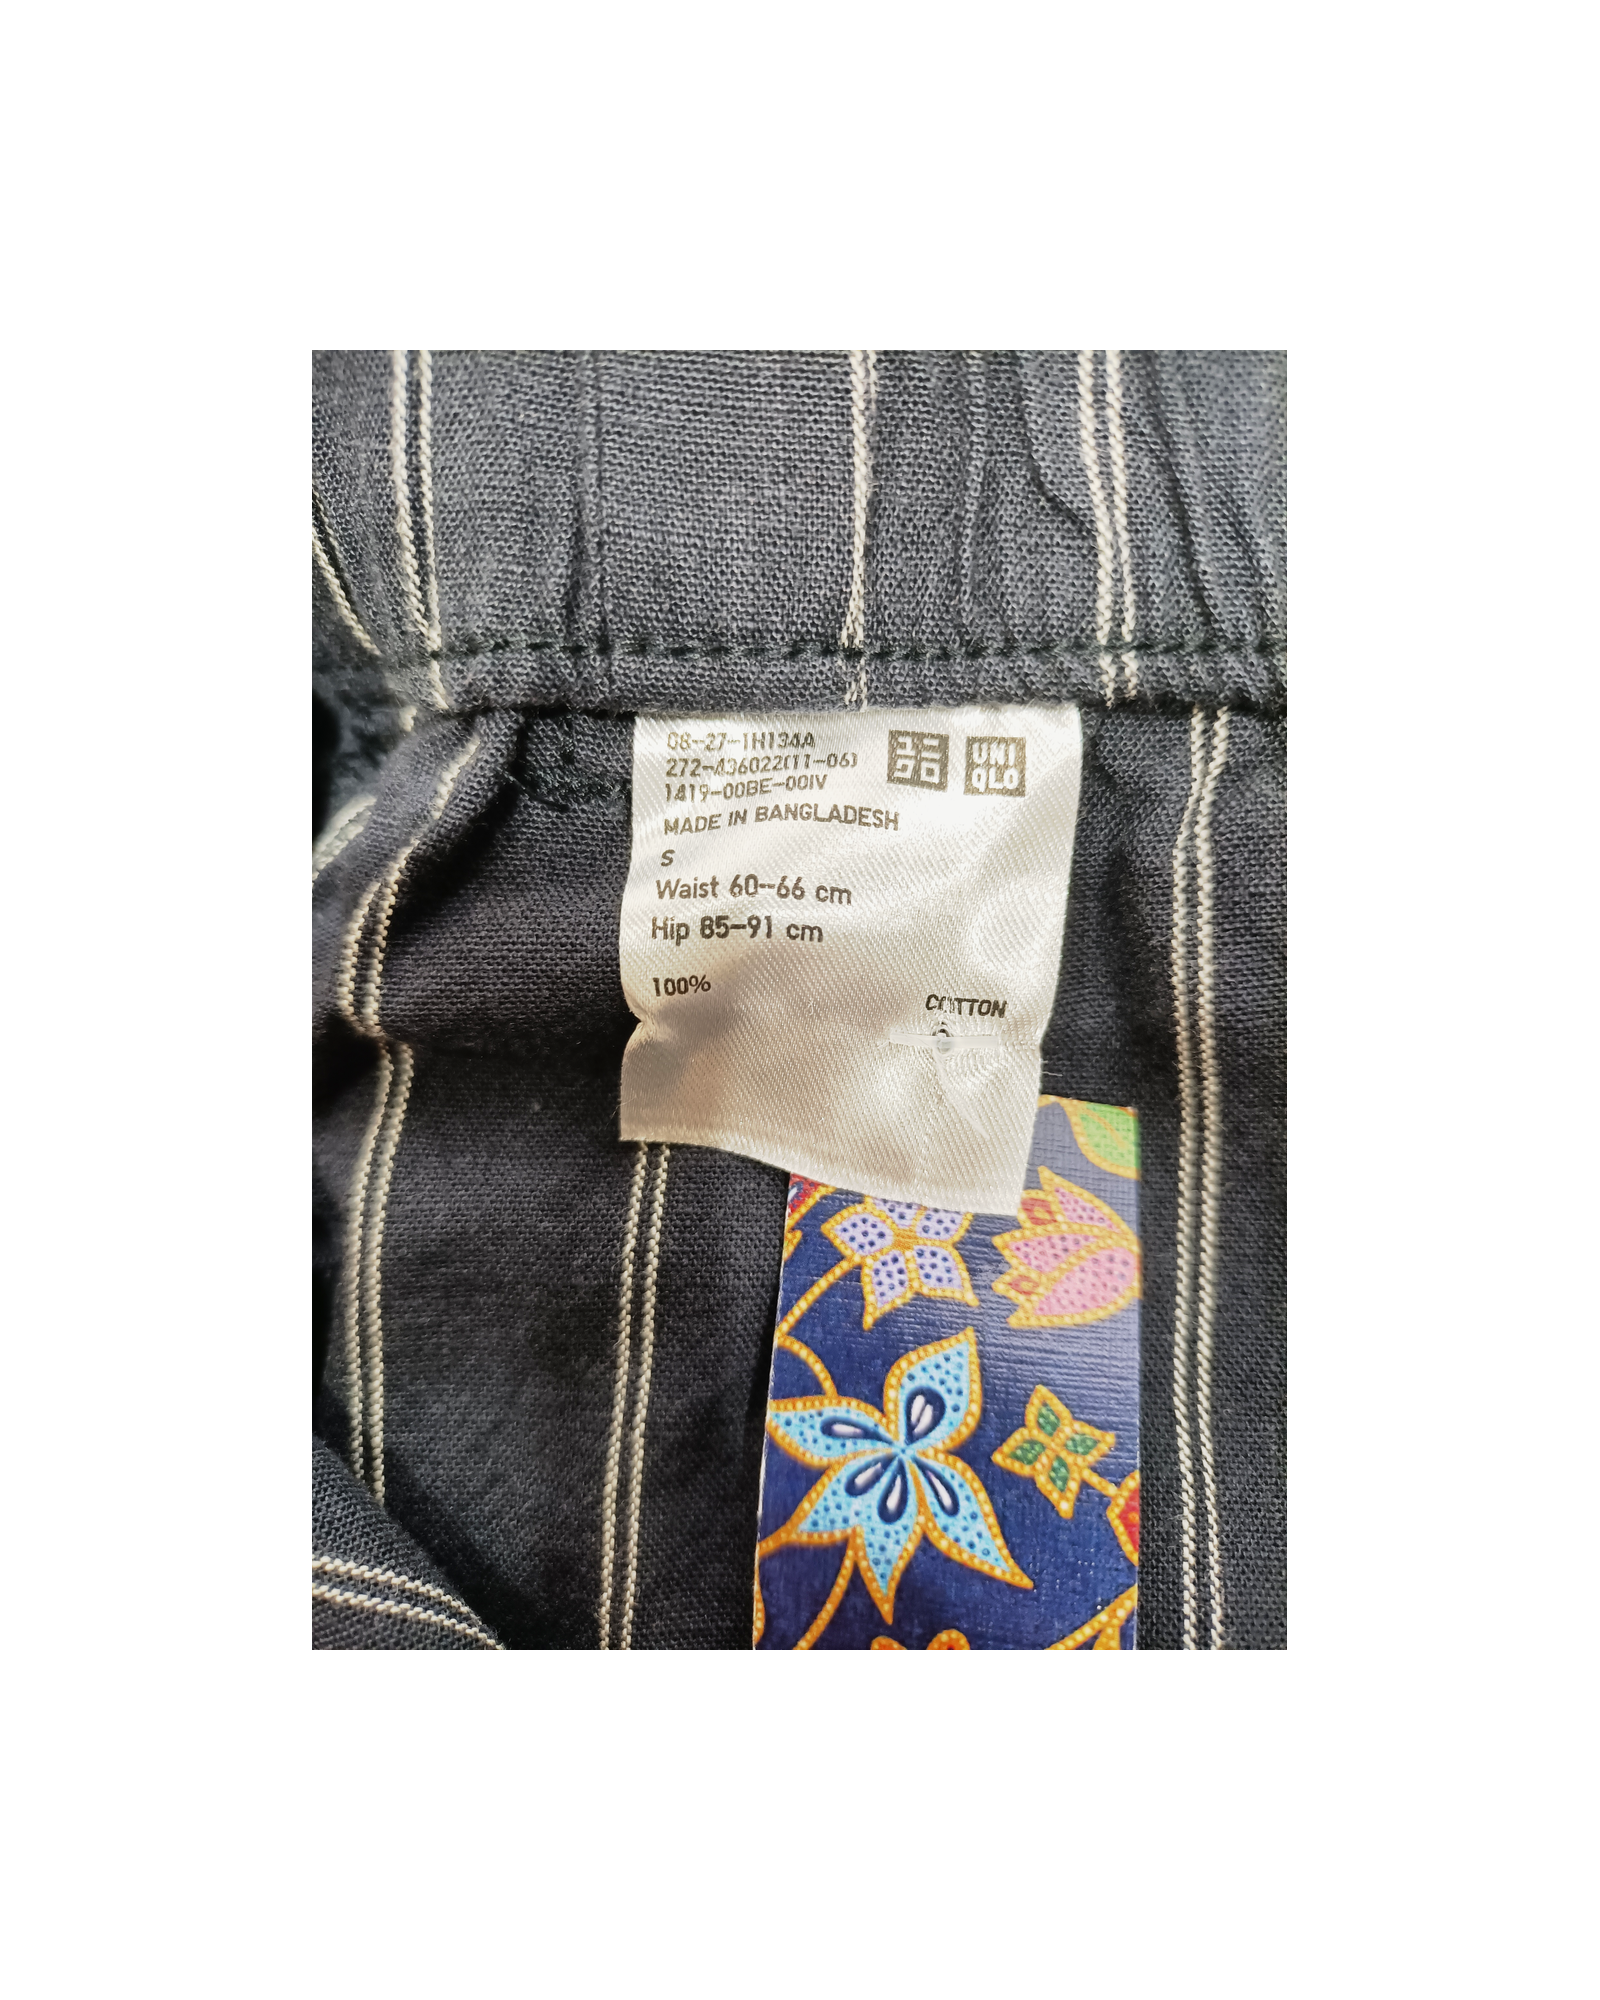 08-27-1H134A
272-436022(11-06)
1419-00BE-00IV
ユニ
クロ
UNI
QLO
MADE IN BANGLADESH
S
Waist 60-66 cm
Hip 85-91 cm
100%
COTTON